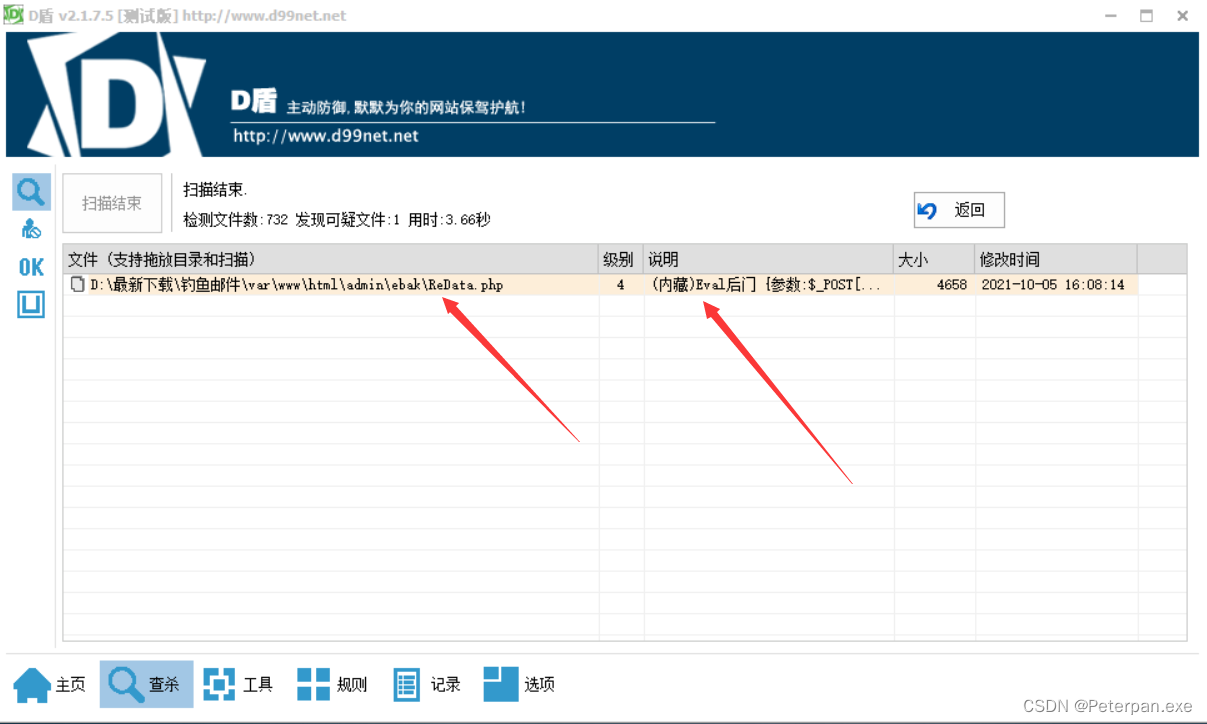 D盾 v2.1.7.5 [测试版] http://www.d99net.net
D盾 主动防御,默默为你的网站保驾护航!
http://www.d99net.net
扫描结束
扫描结束.
检测文件数:732 发现可疑文件:1 用时:3.66秒
返回
OK
文件 (支持拖放目录和扫描) 级别 说明 大小 修改时间
D:\最新下载\钓鱼邮件\var\www\html\admin\ebak\ReData.php 4 (内藏)Eval后门 {参数:$_POST[... 4658 2021-10-05 16:08:14
主页 查杀 工具 规则 记录 选项
CSDN @Peterpan.exe